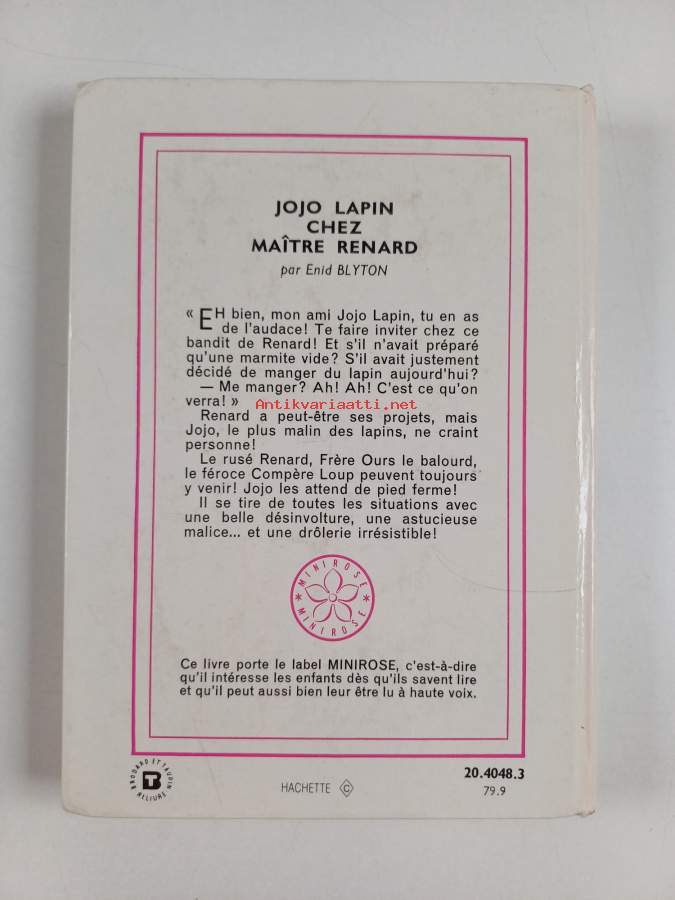 JOJO LAPIN
CHEZ
MAÎTRE RENARD
par Enid BLYTON
« EH bien, mon ami Jojo Lapin, tu en as
de l'audace! Te faire inviter chez ce
bandit de Renard! Et s'il n'avait préparé
qu'une marmite vide? S'il avait justement
décidé de manger du lapin aujourd'hui?
— Me manger? Ah! Ah! C'est ce qu'on
verra! »
Antikvariaatti.net
Renard a peut-être ses projets, mais
Jojo, le plus malin des lapins, ne craint
personne!
Le rusé Renard, Frère Ours le balourd,
le féroce Compère Loup peuvent toujours
y venir! Jojo les attend de pied ferme!
Il se tire de toutes les situations avec
une belle désinvolture, une astucieuse
malice... et une drôlerie irrésistible!
MINIROSE
MINIROSE
Ce livre porte le label MINIROSE, c'est-à-dire
qu'il intéresse les enfants dès qu'ils savent lire
et qu'il peut aussi bien leur être lu à haute voix.
BRODARD ET TAUPIN
RELIURE
HACHETTE C
20.4048.3
79.9